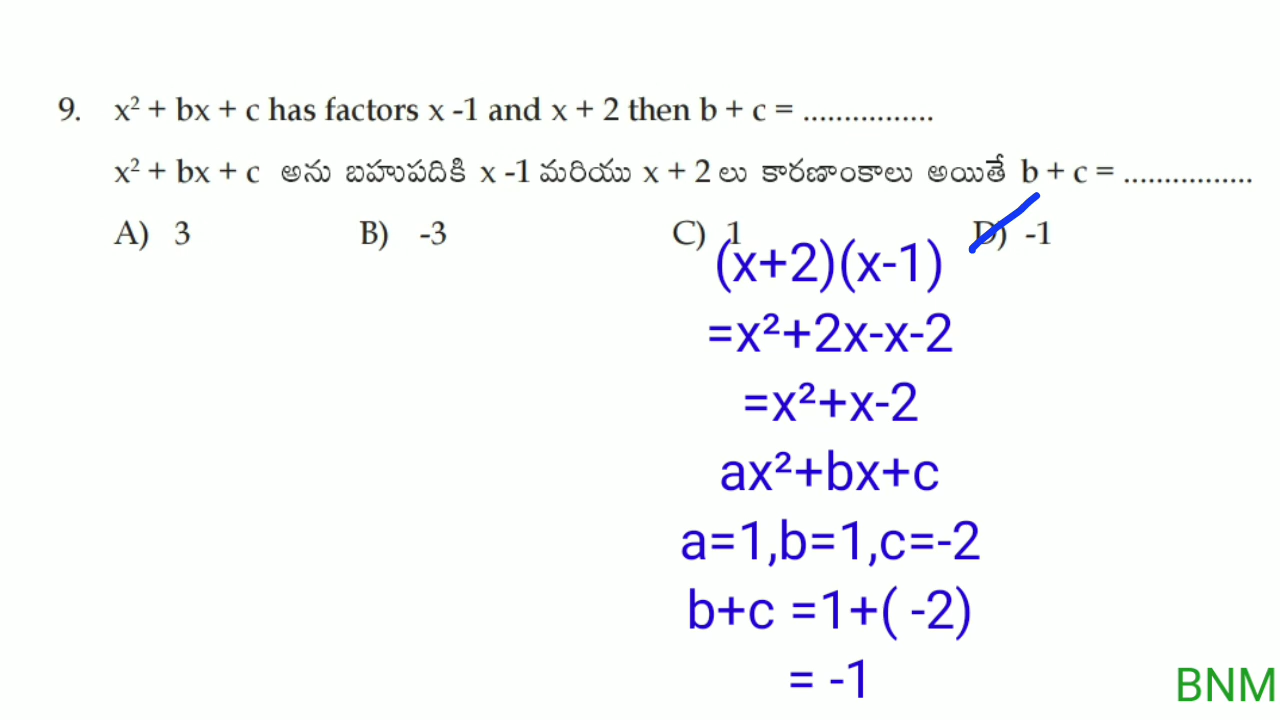 9. x² + bx + c has factors x -1 and x + 2 then b + c = ................
x² + bx + c అను బహుపదికి x -1 మరియు x + 2 లు కారణాంకాలు అయితే b + c = ................
A) 3 B) -3 C) 1 D) -1
(x+2)(x-1)
=x²+2x-x-2
=x²+x-2
ax²+bx+c
a=1,b=1,c=-2
b+c =1+( -2)
= -1
BNM